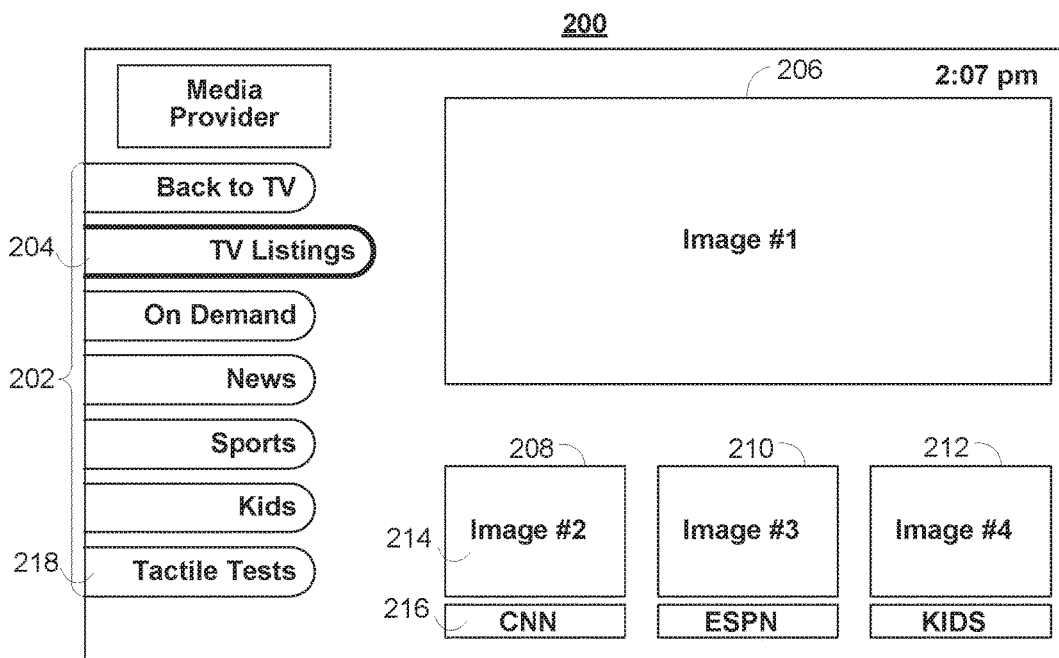 200
2:07 pm
206
Media
Provider
Back to TV
204
TV Listings
Image #1
On Demand
202
News
Sports
208
210
212
Kids
214
Image #2
Image #3
Image #4
218
Tactile Tests
216
CNN
ESPN
KIDS